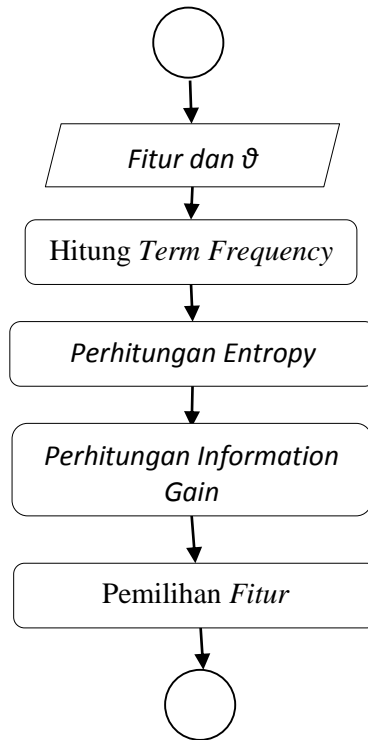 Fitur dan ϑ
Hitung Term Frequency
Perhitungan Entropy
Perhitungan Information
Gain
Pemilihan Fitur